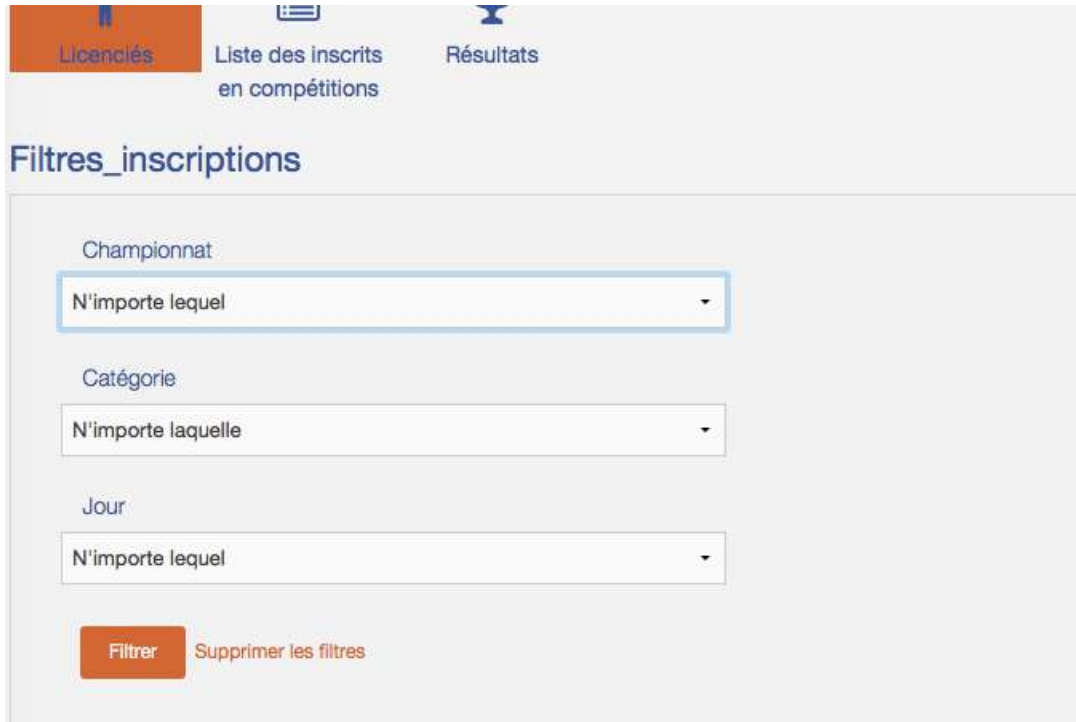 Licenciés
Liste des inscrits
en compétitions
Résultats
Filtres_inscriptions
Championnat
N'importe lequel
Catégorie
N'importe laquelle
Jour
N'importe lequel
Filtrer
Supprimer les filtres